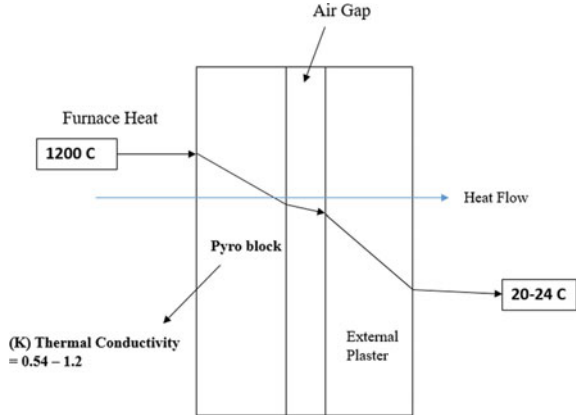 Air Gap
Furnace Heat
1200 C
Heat Flow
Pyro block
20-24 C
(K) Thermal Conductivity
= 0.54 – 1.2
External
Plaster